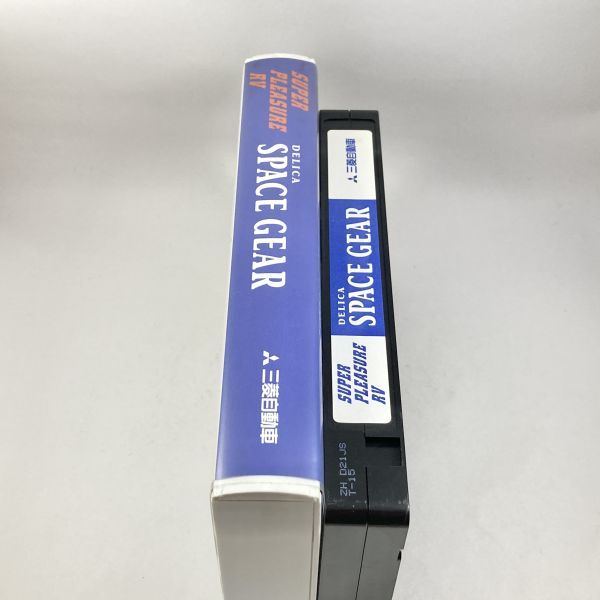 SUPER
PLEASURE
RV
DELICA
SPACE GEAR
三菱自動車
SUPER
PLEASURE
RV
DELICA
SPACE GEAR
三菱自動車
ZH D21JS
T-15